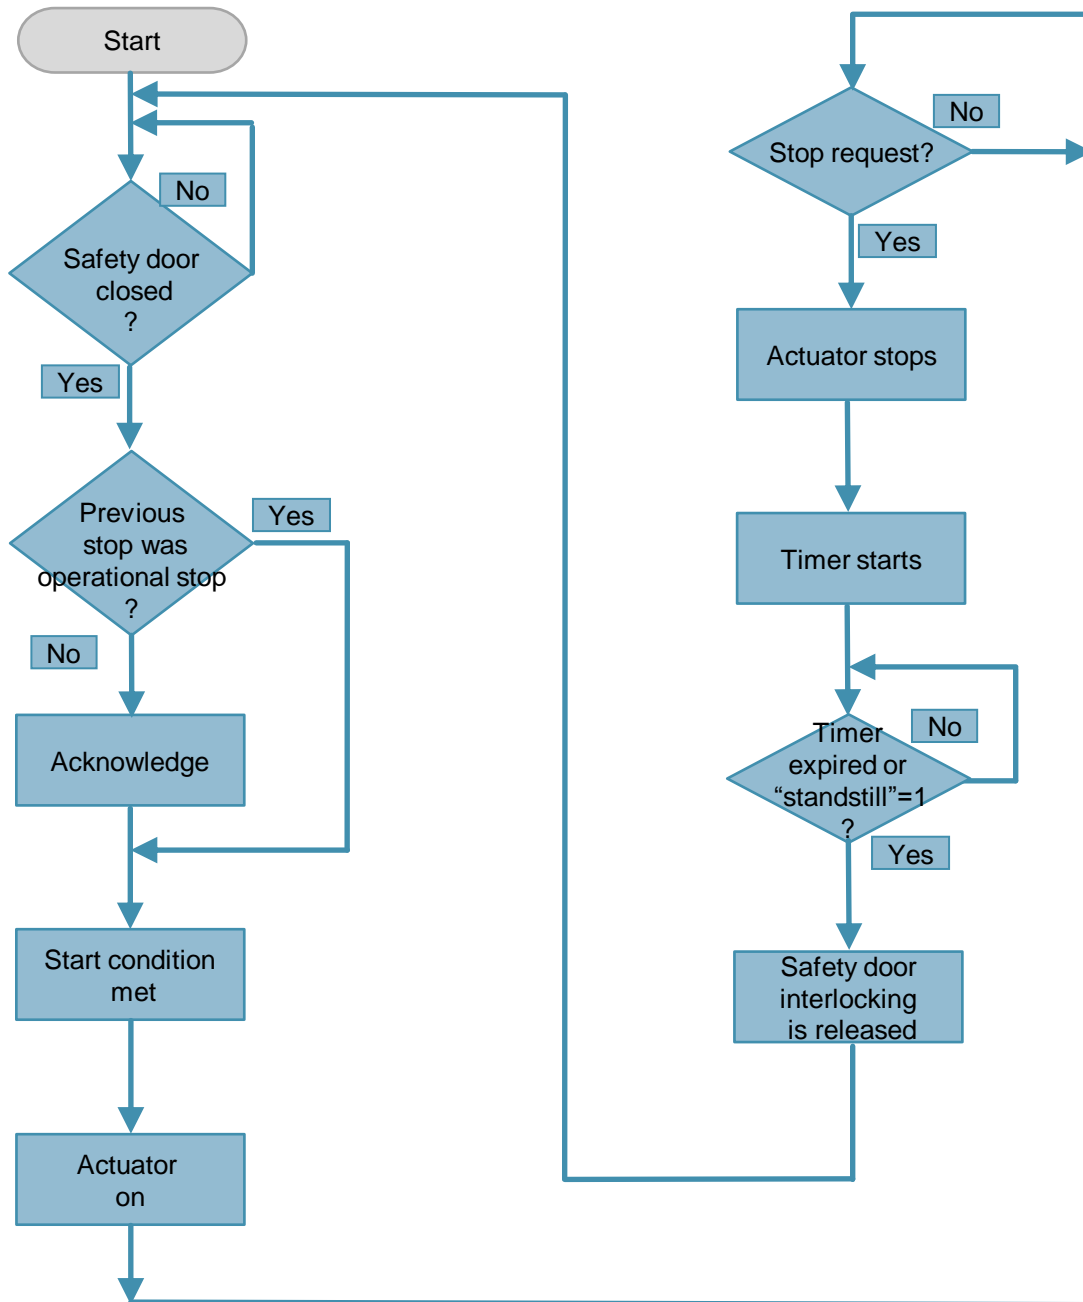 Start
No
Safety door
closed
?
Yes
Previous
stop was
operational stop
?
Yes
No
Acknowledge
Start condition
met
Actuator
on
Stop request?
No
Yes
Actuator stops
Timer starts
Timer
expired or
“standstill”=1
?
No
Yes
Safety door
interlocking
is released